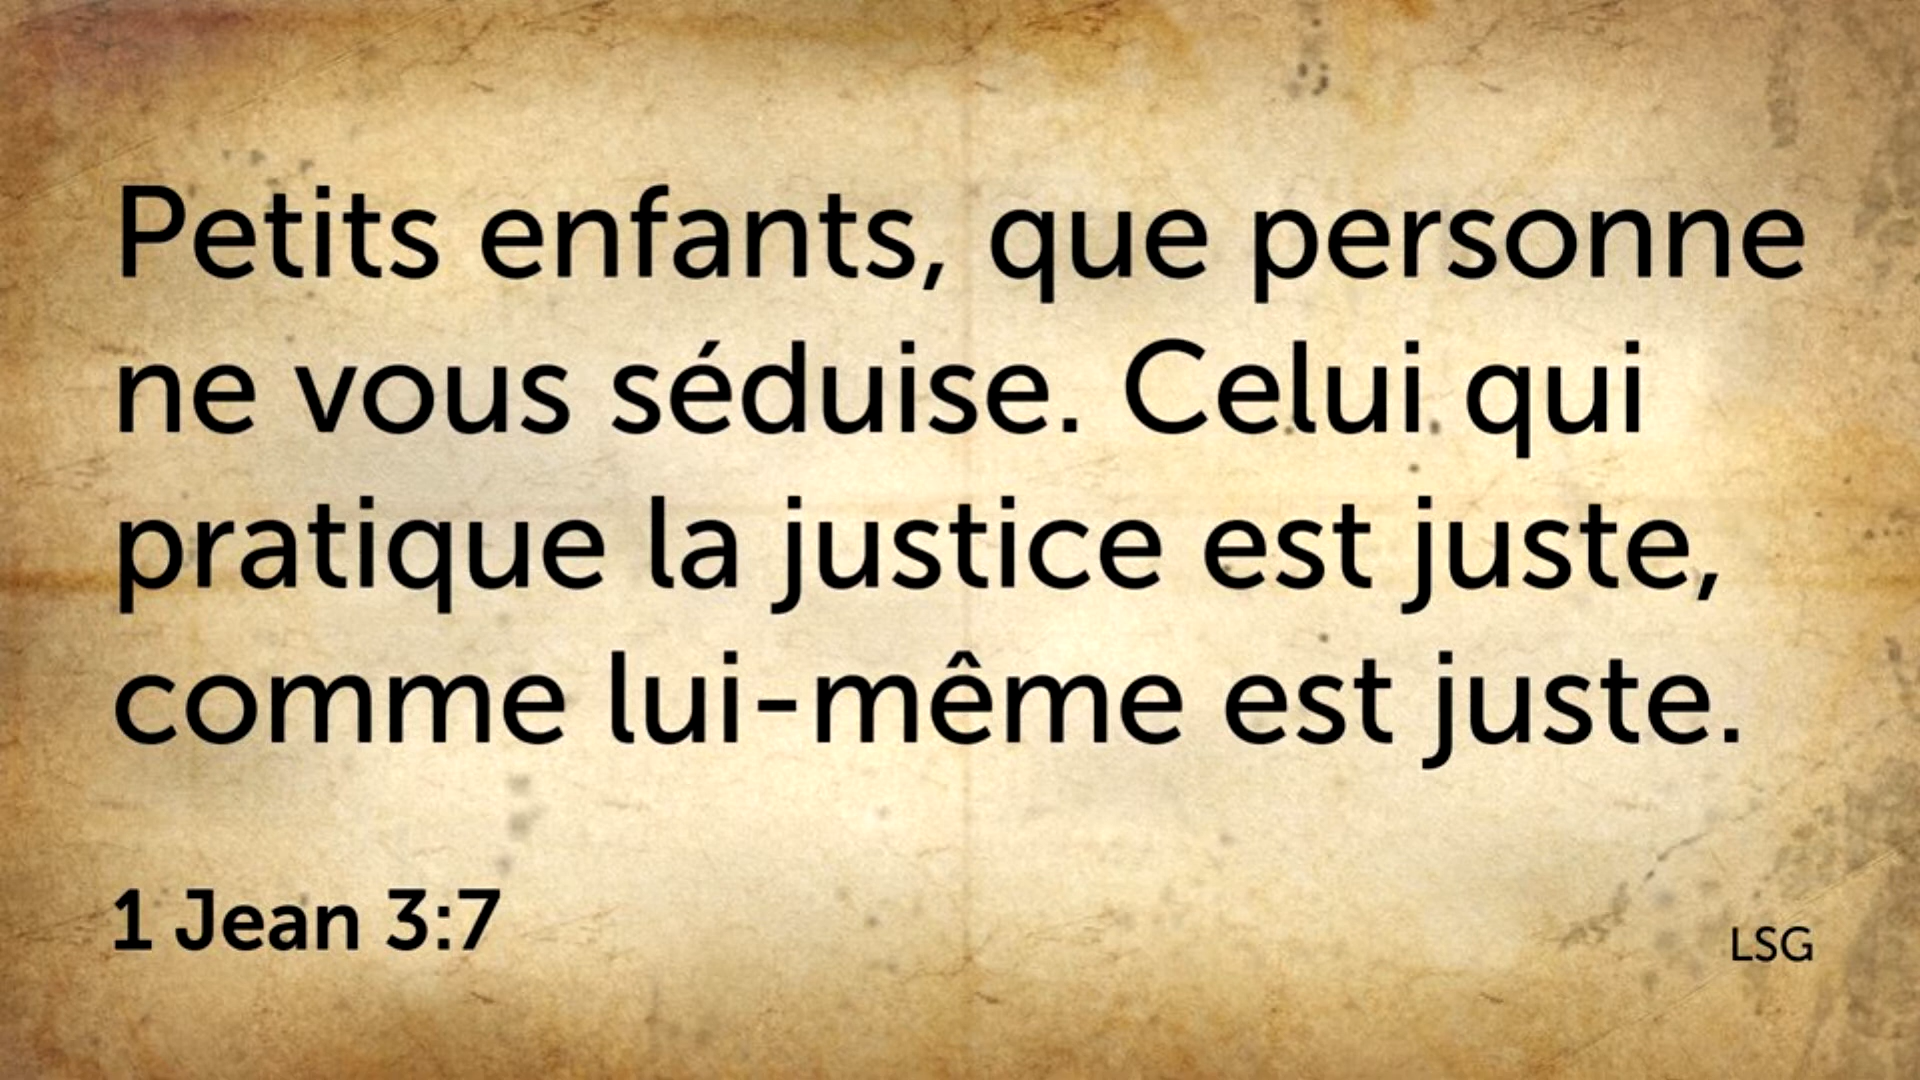 Petits enfants, que personne
ne vous séduise. Celui qui
pratique la justice est juste,
comme lui-même est juste.
1 Jean 3:7
LSG